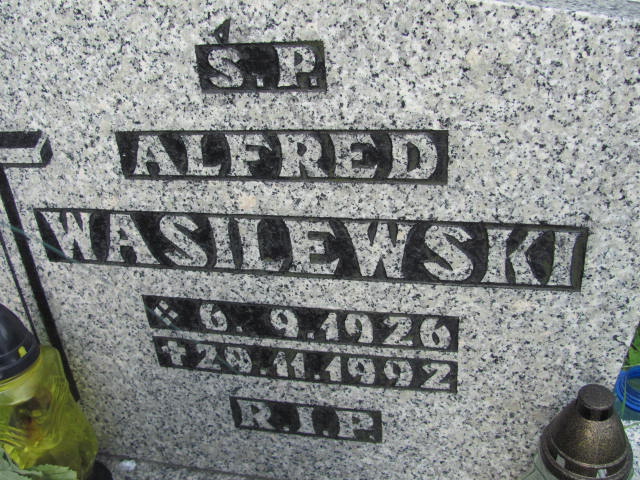 Ś.P.
ALFRED
WASILEWSKI
6.9.1926
✝29.11.1992
R.I.P.